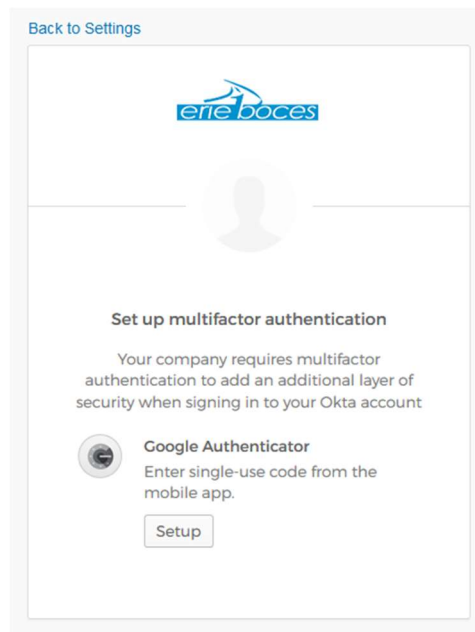 Back to Settings
erie 1 boces
Set up multifactor authentication
Your company requires multifactor
authentication to add an additional layer of
security when signing in to your Okta account
Google Authenticator
Enter single-use code from the
mobile app.
Setup